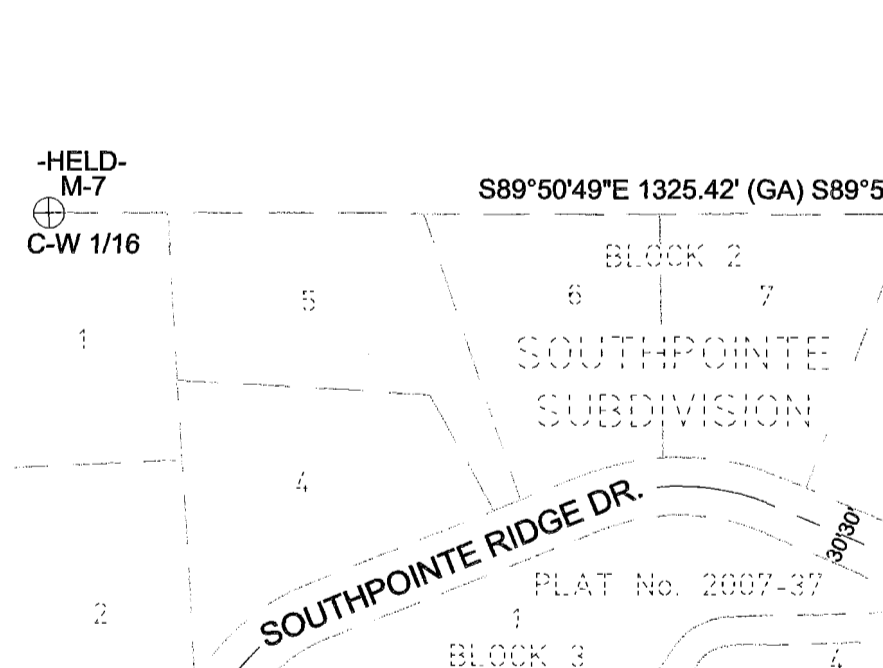 -HELD-
M-7
S89°50'49"E 1325.42' (GA) S89°5
C-W 1/16
BLOCK 2
5
6
7
1
SOUTHPOINTE
SUBDIVISION
4
SOUTHPOINTE RIDGE DR.
30'30'
PLAT No. 2007-37
2
1
BLOCK 3
4